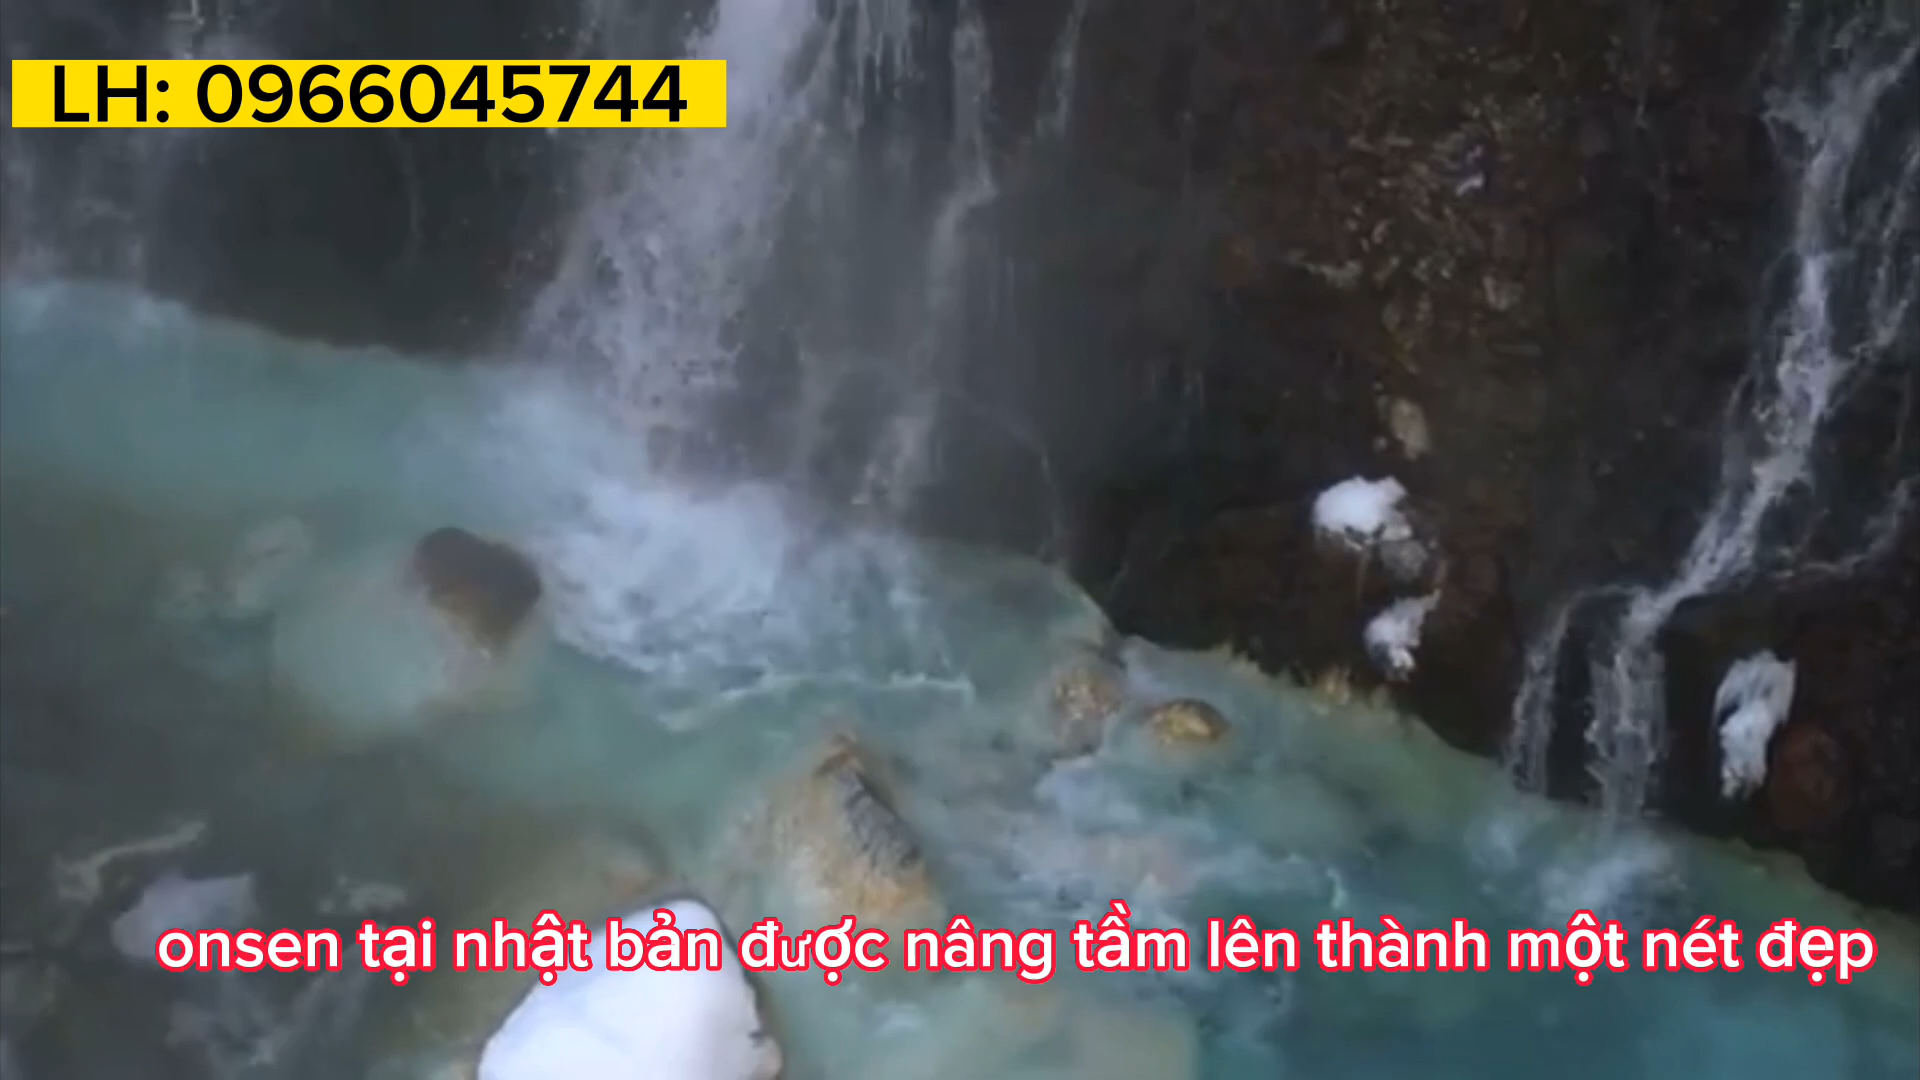 LH: 0966045744
onsen tại nhật bản được nâng tầm lên thành một nét đẹp